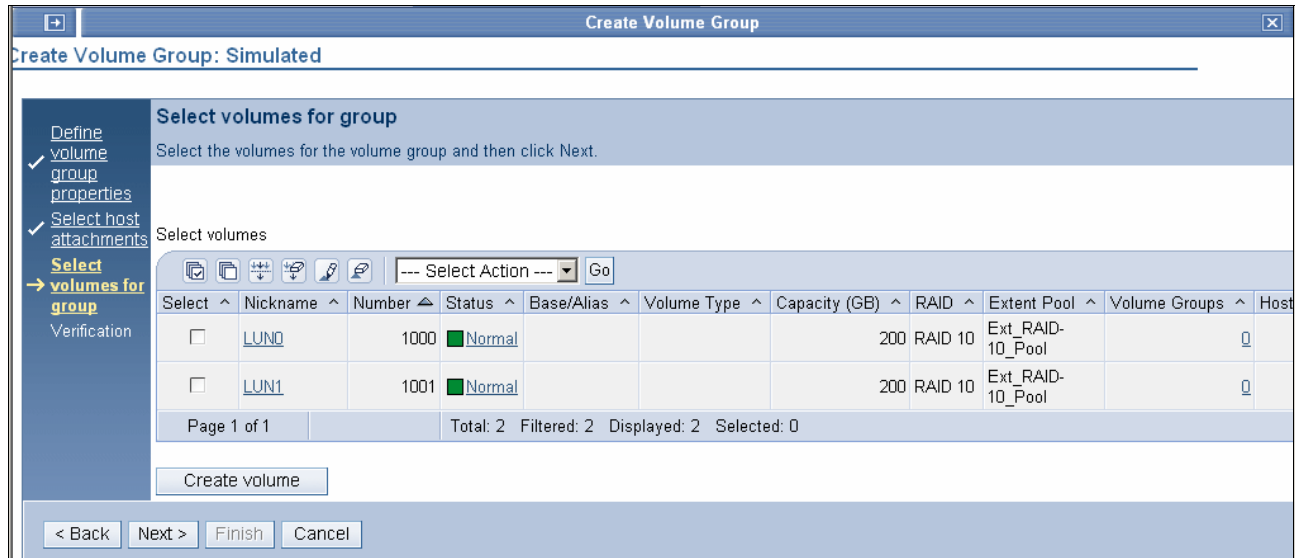 Create Volume Group
Create Volume Group: Simulated
Define
volume
group
properties
Select host
attachments
Select
volumes for
group
Verification
Select volumes for group
Select the volumes for the volume group and then click Next.
Select volumes
--- Select Action --- Go
Select Nickname Number Status Base/Alias Volume Type Capacity (GB) RAID Extent Pool Volume Groups Host
LUN0 1000 Normal 200 RAID 10 Ext_RAID-
10_Pool 0
LUN1 1001 Normal 200 RAID 10 Ext_RAID-
10_Pool 0
Page 1 of 1 Total: 2 Filtered: 2 Displayed: 2 Selected: 0
Create volume
< Back Next > Finish Cancel